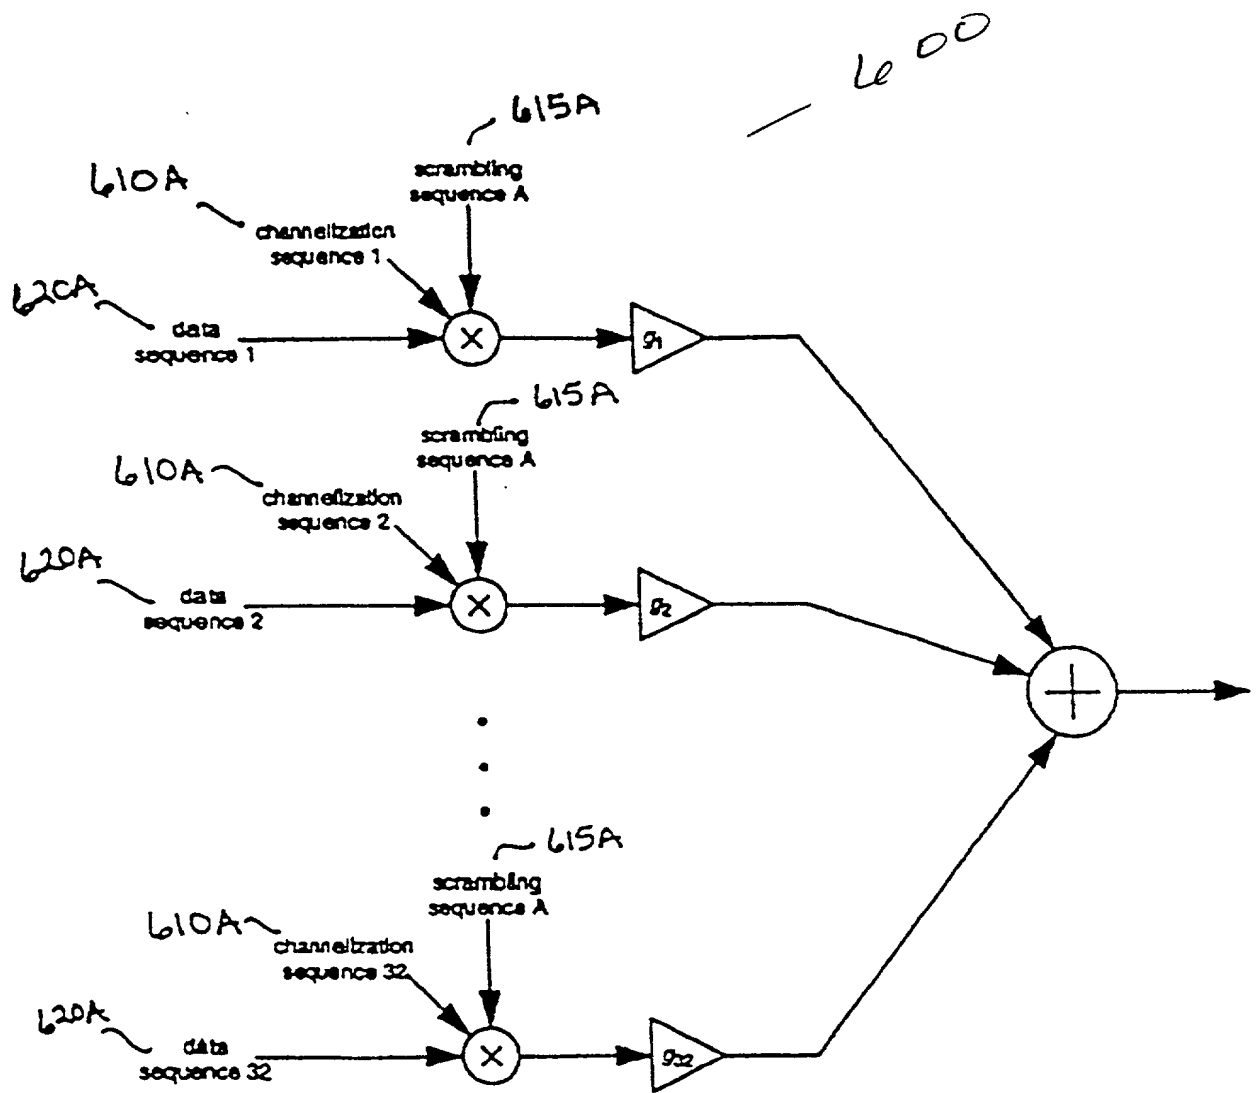 600
615A
scrambling
sequence A
610A
channelization
sequence 1
620A
data
sequence 1
g1
615A
scrambling
sequence A
610A
channelization
sequence 2
620A
data
sequence 2
g2
615A
scrambling
sequence A
610A
channelization
sequence 32
620A
data
sequence 32
g32